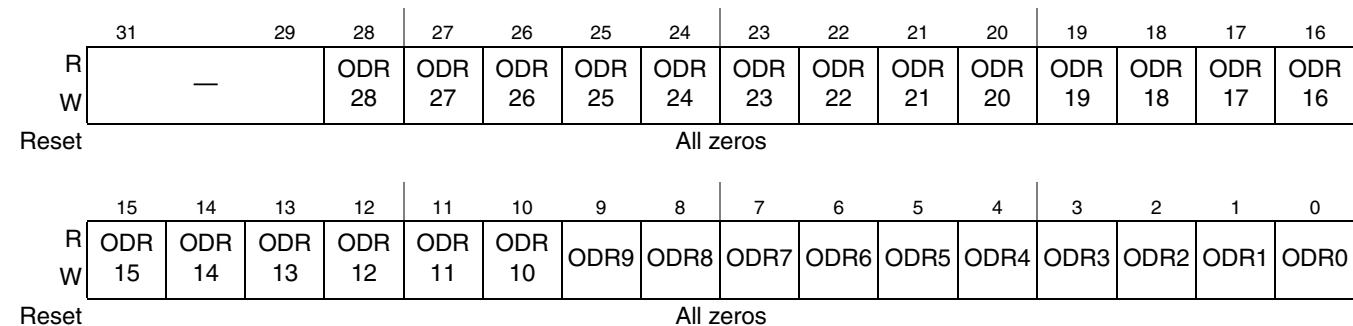 31 29 28 27 26 25 24 23 22 21 20 19 18 17 16
R — ODR ODR ODR ODR ODR ODR ODR ODR ODR ODR ODR ODR ODR
W 28 27 26 25 24 23 22 21 20 19 18 17 16
Reset All zeros
15 14 13 12 11 10 9 8 7 6 5 4 3 2 1 0
R ODR ODR ODR ODR ODR ODR ODR9 ODR8 ODR7 ODR6 ODR5 ODR4 ODR3 ODR2 ODR1 ODR0
W 15 14 13 12 11 10
Reset All zeros